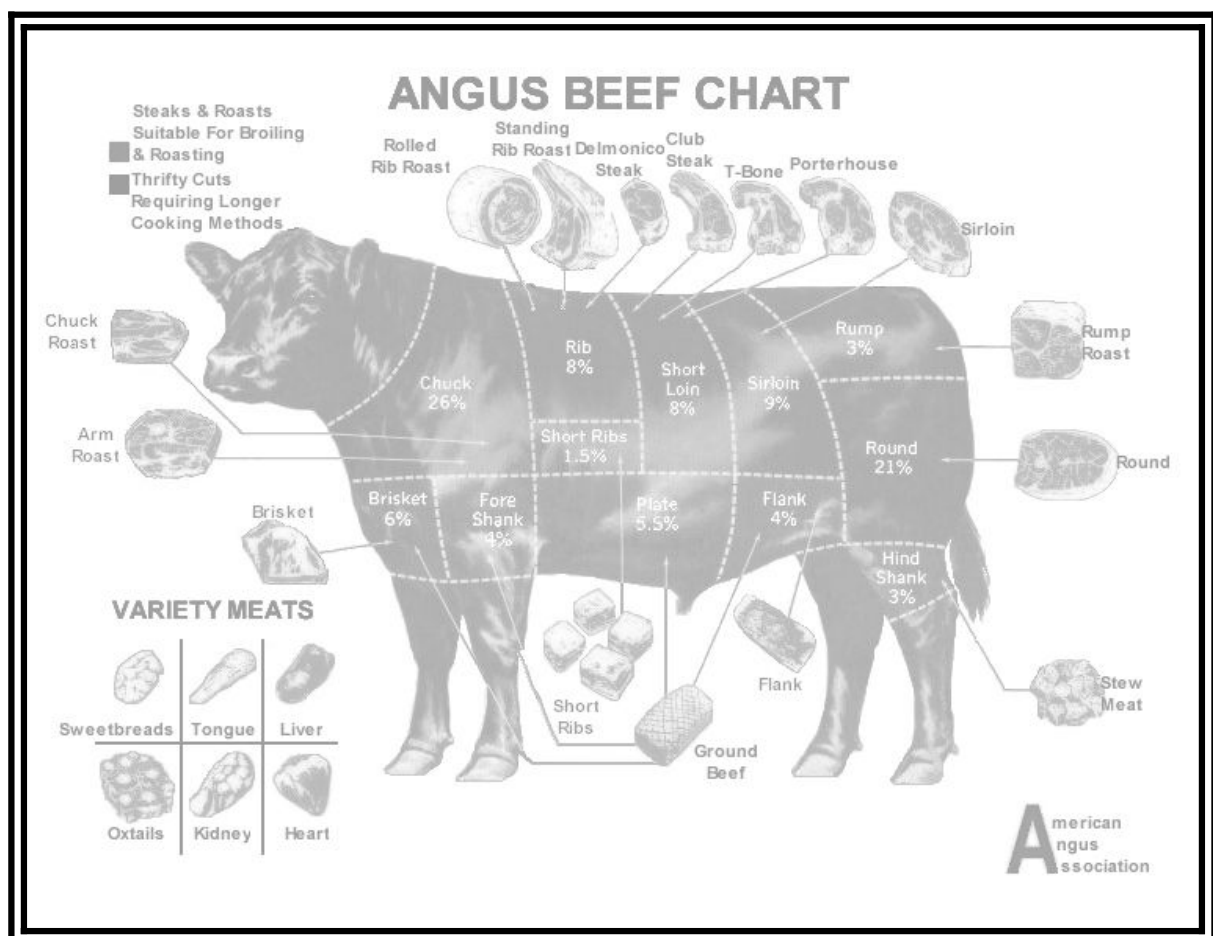 ANGUS BEEF CHART
Steaks & Roasts
Suitable For Broiling
& Roasting
Thrifty Cuts
Requiring Longer
Cooking Methods
Rolled
Rib Roast
Standing
Rib Roast
Delmonico
Steak
Club
Steak
T-Bone
Porterhouse
Sirloin
Chuck
Roast
Arm
Roast
Brisket
Rump
Roast
Round
Stew
Meat
Chuck
26%
Rib
8%
Short Ribs
1.5%
Short
Loin
8%
Sirloin
9%
Rump
3%
Round
21%
Brisket
6%
Fore
Shank
4%
Plate
5.5%
Flank
4%
Hind
Shank
3%
Short
Ribs
Ground
Beef
Flank
VARIETY MEATS
Sweetbreads
Tongue
Liver
Oxtails
Kidney
Heart
American
Angus
Association